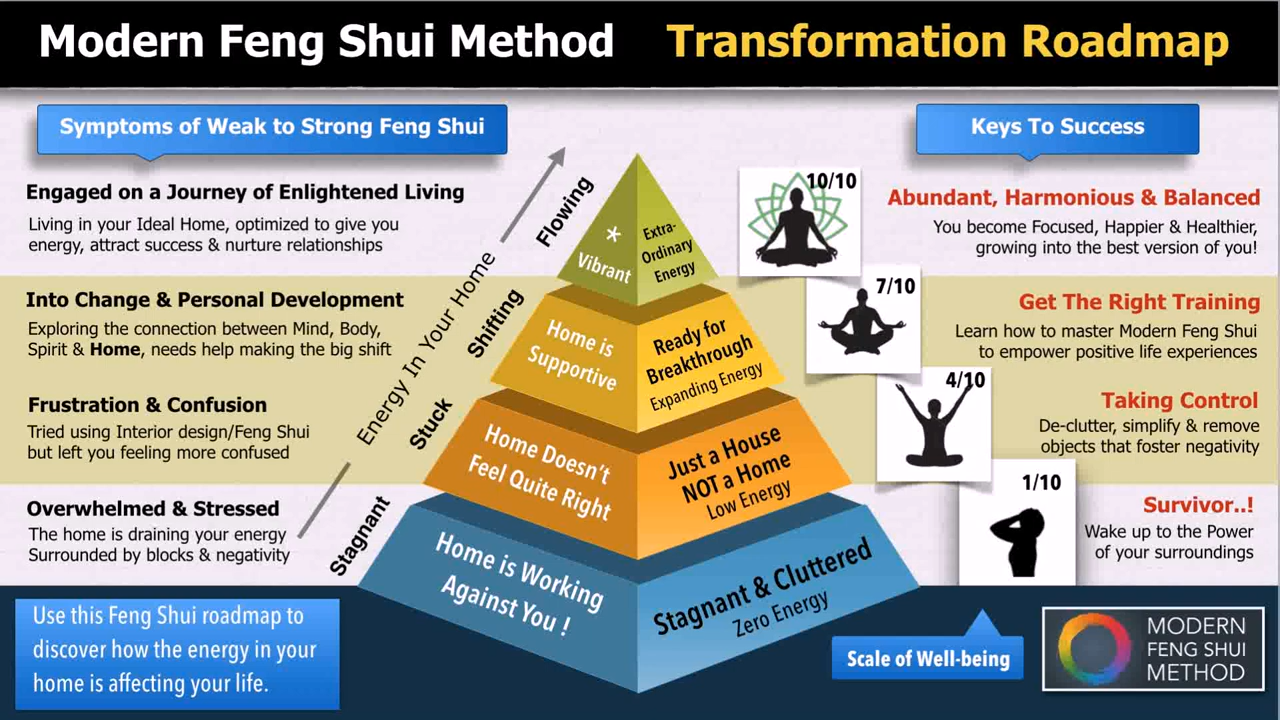 Modern Feng Shui Method Transformation Roadmap
Symptoms of Weak to Strong Feng Shui
Engaged on a Journey of Enlightened Living
Living in your Ideal Home, optimized to give you
energy, attract success & nurture relationships
Into Change & Personal Development
Exploring the connection between Mind, Body,
Spirit & Home, needs help making the big shift
Frustration & Confusion
Tried using Interior design/Feng Shui
but left you feeling more confused
Overwhelmed & Stressed
The home is draining your energy
Surrounded by blocks & negativity
Use this Feng Shui roadmap to
discover how the energy in your
home is affecting your life.
Energy In Your Home
Flowing
Shifting
Stuck
Stagnant
*
Vibrant
Extra-
Ordinary
Energy
Home is
Supportive
Ready for
Breakthrough
Expanding Energy
Home Doesn't
Feel Quite Right
Just a House
NOT a Home
Low Energy
Home is Working
Against You !
Stagnant & Cluttered
Zero Energy
10/10
7/10
4/10
1/10
Keys To Success
Abundant, Harmonious & Balanced
You become Focused, Happier & Healthier,
growing into the best version of you!
Get The Right Training
Learn how to master Modern Feng Shui
to empower positive life experiences
Taking Control
De-clutter, simplify & remove
objects that foster negativity
Survivor..!
Wake up to the Power
of your surroundings
Scale of Well-being
MODERN
FENG SHUI
METHOD